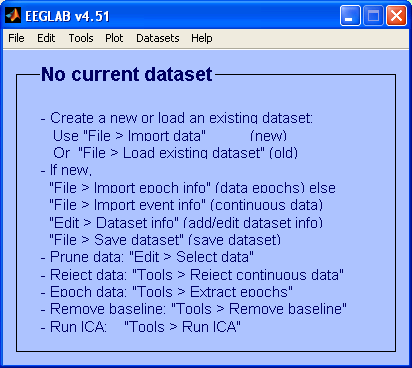 EEGLAB v4.51
File Edit Tools Plot Datasets Help
No current dataset
- Create a new or load an existing dataset:
Use "File > Import data" (new)
Or "File > Load existing dataset" (old)
- If new,
"File > Import epoch info" (data epochs) else
"File > Import event info" (continuous data)
"Edit > Dataset info" (add/edit dataset info)
"File > Save dataset" (save dataset)
- Prune data: "Edit > Select data"
- Reject data: "Tools > Reject continuous data"
- Epoch data: "Tools > Extract epochs"
- Remove baseline: "Tools > Remove baseline"
- Run ICA: "Tools > Run ICA"